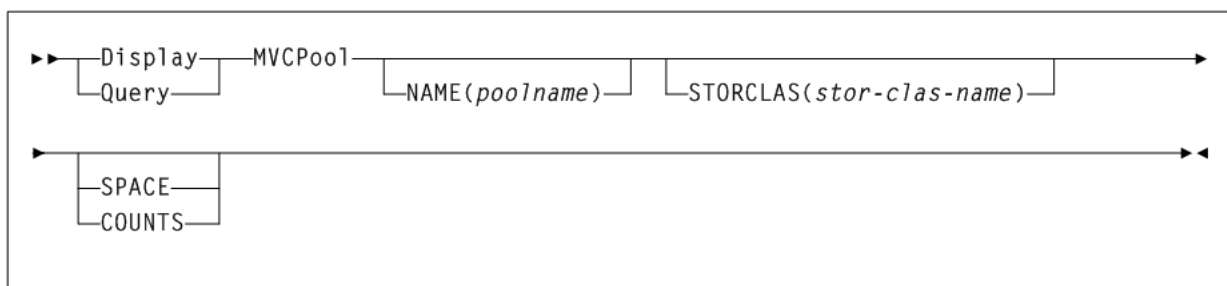 Display MVCPool
Query NAME(poolname) STORCLAS(stor-clas-name)
SPACE
COUNTS